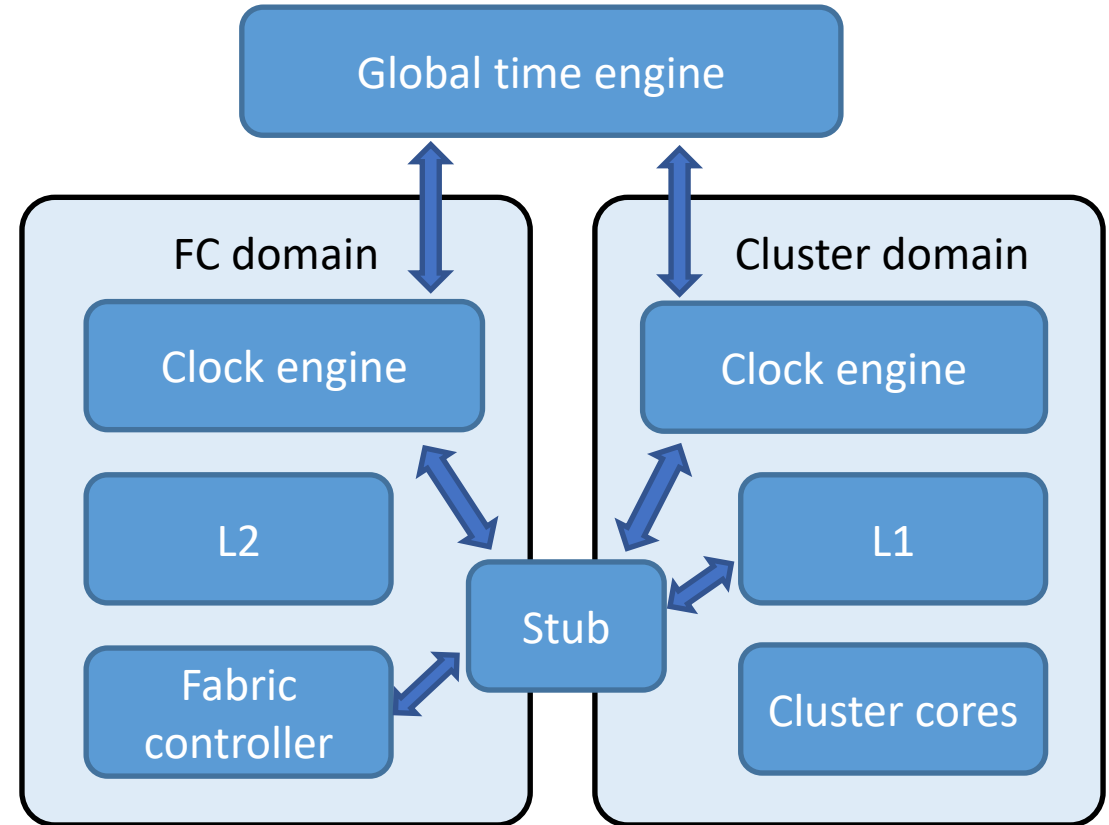 Global time engine
FC domain
Clock engine
L2
Fabric
controller
Stub
Cluster domain
Clock engine
L1
Cluster cores